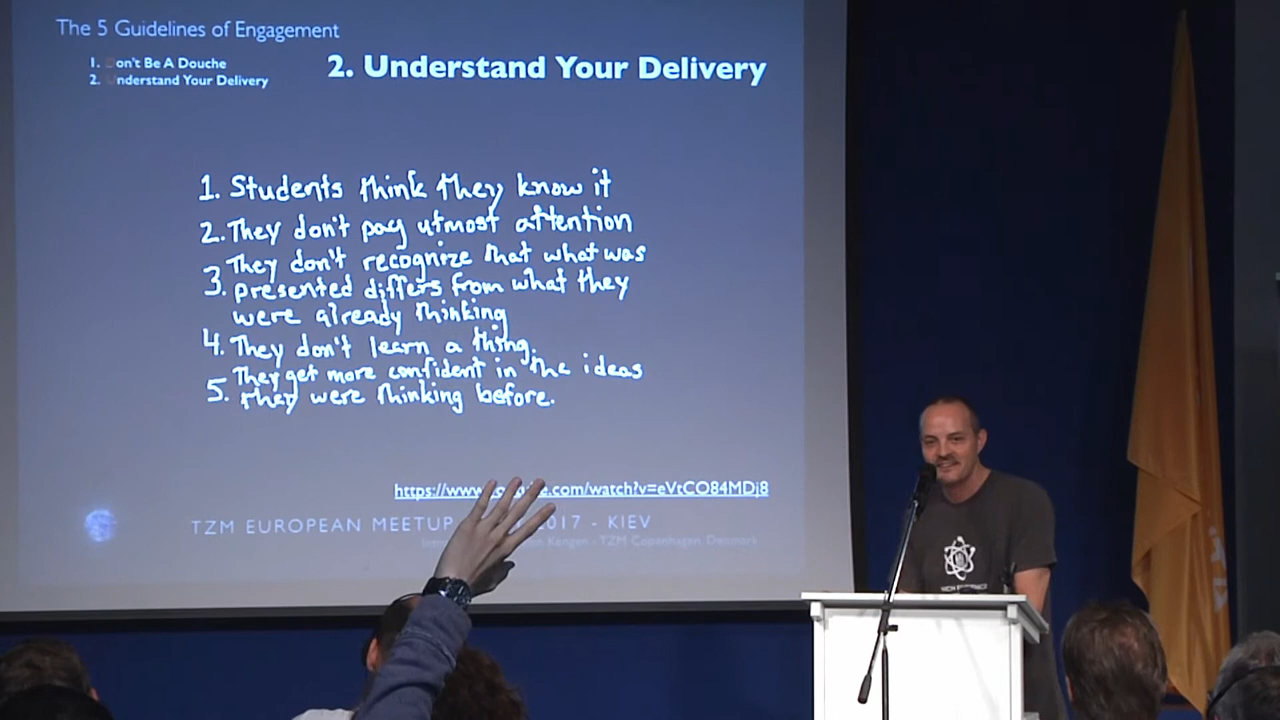 The 5 Guidelines of Engagement
1. Don't Be A Douche
2. Understand Your Delivery
2. Understand Your Delivery
1. Students think they know it
2. They don't pay utmost attention
They don't recognize that what was
3. presented differs from what they
were already thinking
4. They don't learn a thing.
They get more confident in the ideas
5. they were thinking before.
https://www. .com/watch?v=eVtCO84MDj8
TZM EUROPEAN MEETUP 2017 - KIEV
TZM Copenhagen, Denmark